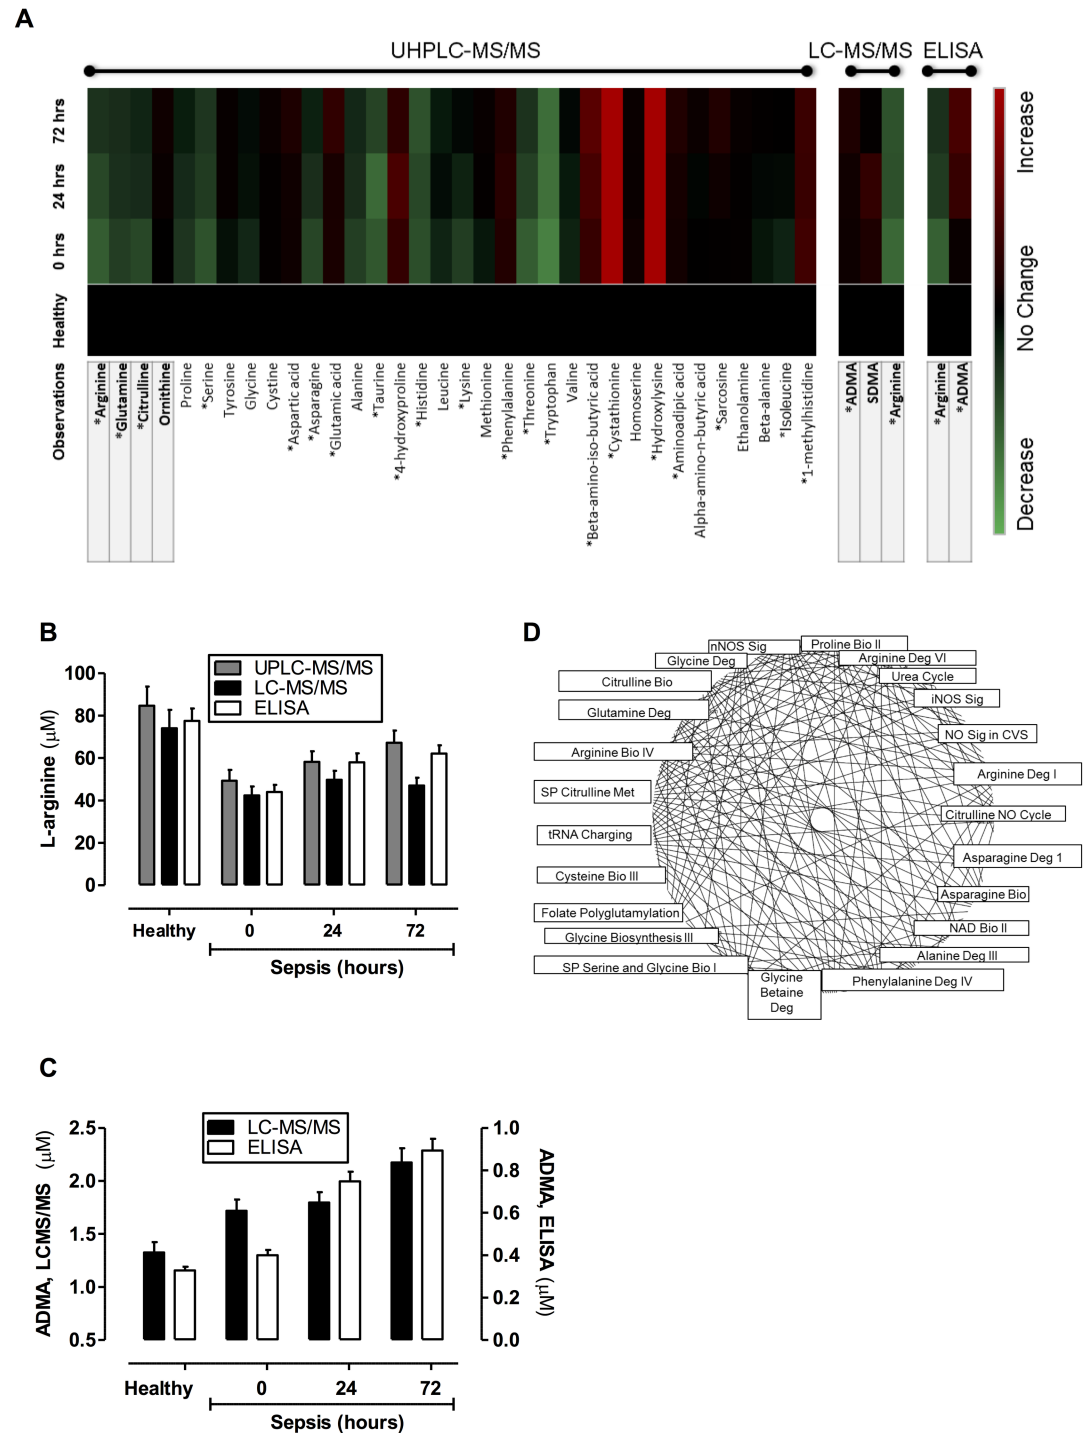 A
UHPLC-MS/MS
LC-MS/MS
ELISA
72 hrs
24 hrs
0 hrs
Healthy
Observations
*Arginine
*Glutamine
*Citrulline
Ornithine
Proline
*Serine
Tyrosine
Glycine
Cystine
*Aspartic acid
*Asparagine
*Glutamic acid
Alanine
*Taurine
*4-hydroxyproline
*Histidine
Leucine
*Lysine
Methionine
*Phenylalanine
*Threonine
*Tryptophan
Valine
*Beta-amino-iso-butyric acid
*Cystathionine
Homoserine
*Hydroxylysine
*Aminoadipic acid
Alpha-amino-n-butyric acid
*Sarcosine
Ethanolamine
Beta-alanine
*Isoleucine
*1-methylhistidine
*ADMA
SDMA
*Arginine
*Arginine
*ADMA
Increase
No Change
Decrease
B
UPLC-MS/MS
LC-MS/MS
ELISA
L-arginine (μM)
100
80
60
40
20
0
Healthy
0
24
72
Sepsis (hours)
D
nNOS Sig
Proline Bio II
Glycine Deg
Arginine Deg VI
Citrulline Bio
Urea Cycle
Glutamine Deg
iNOS Sig
Arginine Bio IV
NO Sig in CVS
SP Citrulline Met
Arginine Deg I
tRNA Charging
Citrulline NO Cycle
Cysteine Bio III
Asparagine Deg 1
Folate Polyglutamylation
Asparagine Bio
Glycine Biosynthesis III
NAD Bio II
SP Serine and Glycine Bio I
Alanine Deg III
Glycine
Betaine
Deg
Phenylalanine Deg IV
C
LC-MS/MS
ELISA
ADMA, LCMS/MS (μM)
2.5
2.0
1.5
1.0
0.5
1.0
0.8
0.6
0.4
0.2
0.0
ADMA, ELISA (μM)
Healthy
0
24
72
Sepsis (hours)